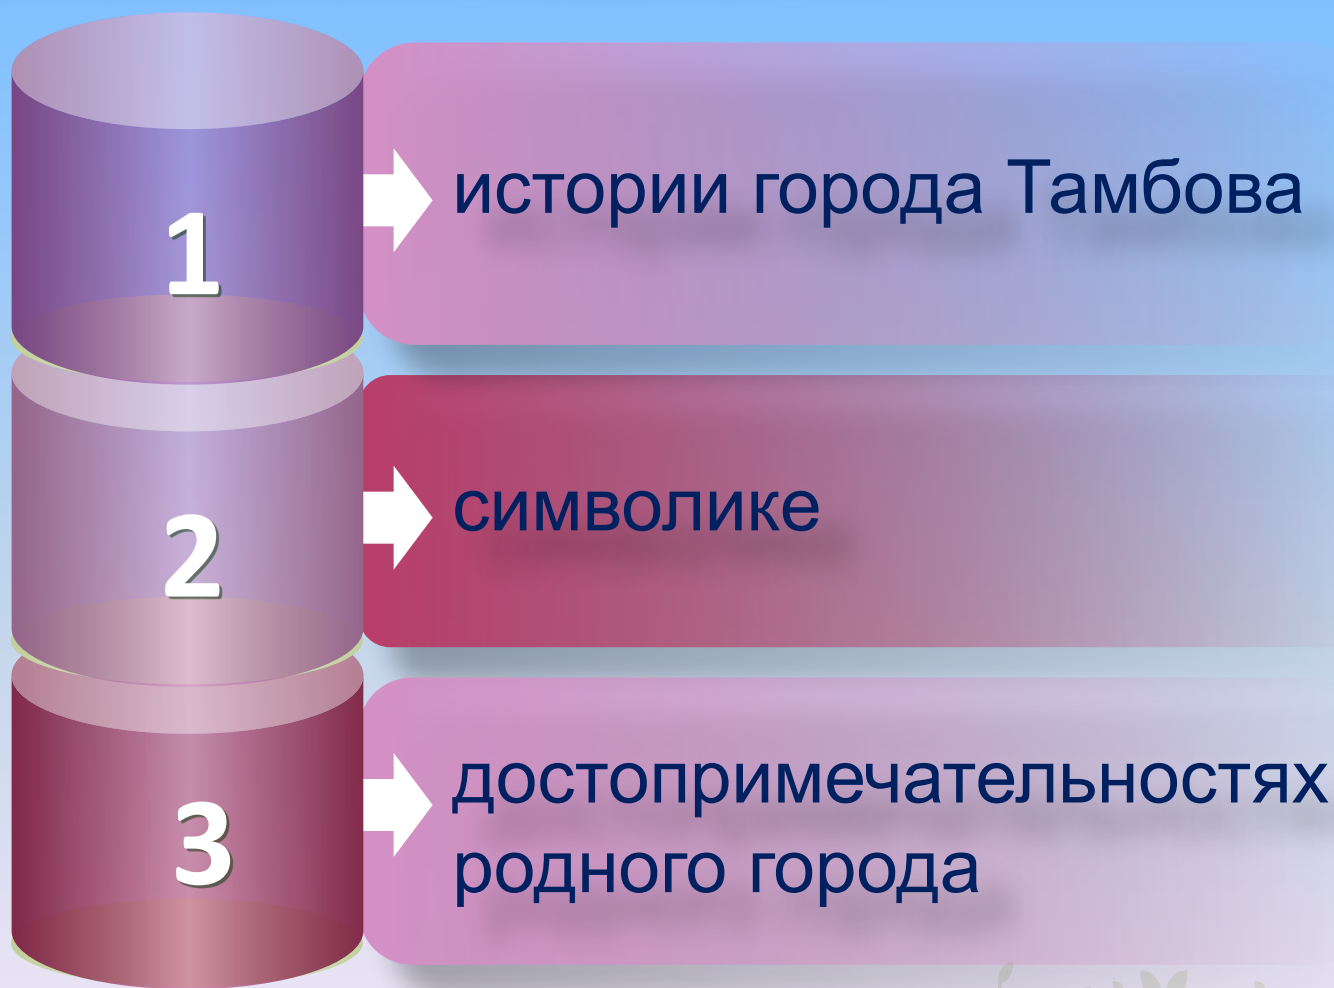 1
истории города Тамбова
2
символике
3
достопримечательностях
родного города